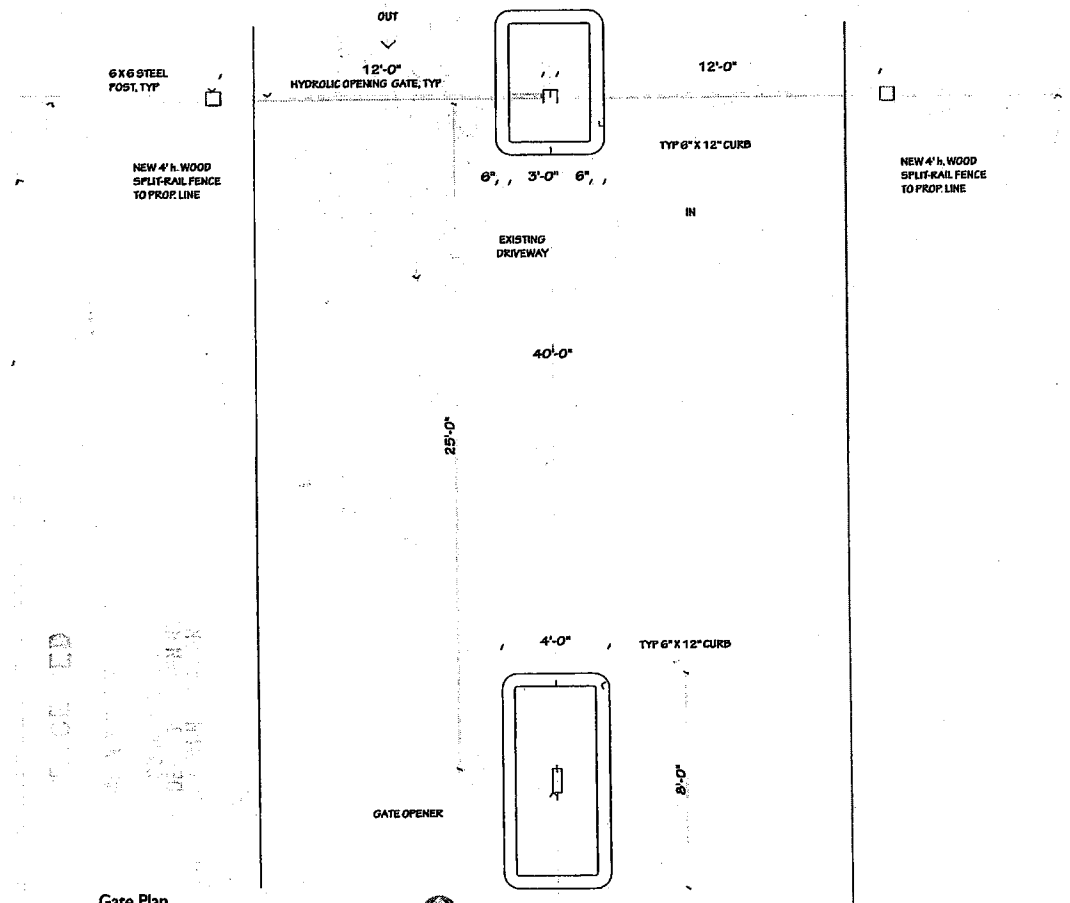 OUT
12'-0"
HYDROLIC OPENING GATE, TYP
12'-0"
6 X 6 STEEL
POST, TYP
TYP 6" X 12" CURB
NEW 4' h. WOOD
SPLIT-RAIL FENCE
TO PROP. LINE
6" 3'-0" 6"
NEW 4' h. WOOD
SPLIT-RAIL FENCE
TO PROP. LINE
IN
EXISTING
DRIVEWAY
40'-0"
25'-0"
4'-0"
TYP 6" X 12" CURB
8'-0"
GATE OPENER
Gate Plan